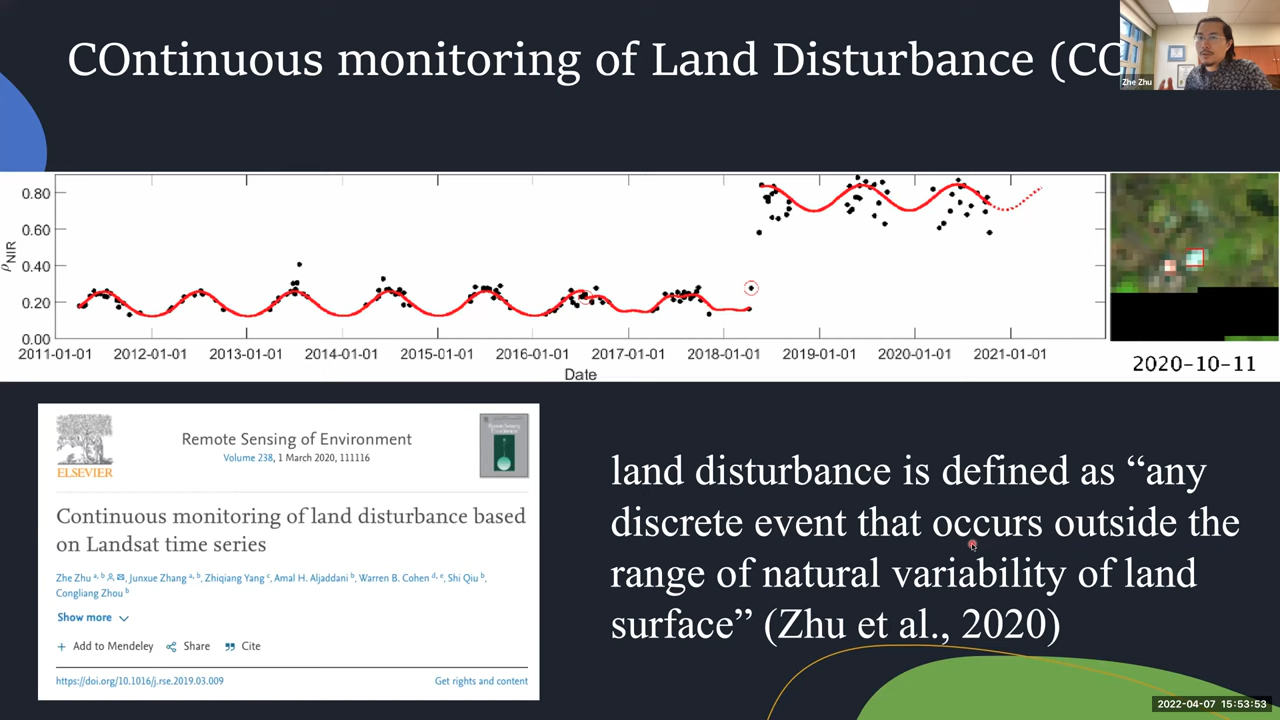 COntinuous monitoring of Land Disturbance (CO
Zhe Zhu
0.80
0.60
0.40
0.20
0.00
ρNIR
2011-01-01 2012-01-01 2013-01-01 2014-01-01 2015-01-01 2016-01-01 2017-01-01 2018-01-01 2019-01-01 2020-01-01 2021-01-01
Date
2020-10-11
ELSEVIER
Remote Sensing of Environment
Volume 238, 1 March 2020, 111116
Continuous monitoring of land disturbance based
on Landsat time series
Zhe Zhu a, b, Junxue Zhang a, b, Zhiqiang Yang c, Amal H. Aljaddani b, Warren B. Cohen d, e, Shi Qiu b,
Congliang Zhou b
Show more
+ Add to Mendeley Share Cite
https://doi.org/10.1016/j.rse.2019.03.009 Get rights and content
land disturbance is defined as “any
discrete event that occurs outside the
range of natural variability of land
surface” (Zhu et al., 2020)
2022-04-07 15:53:53